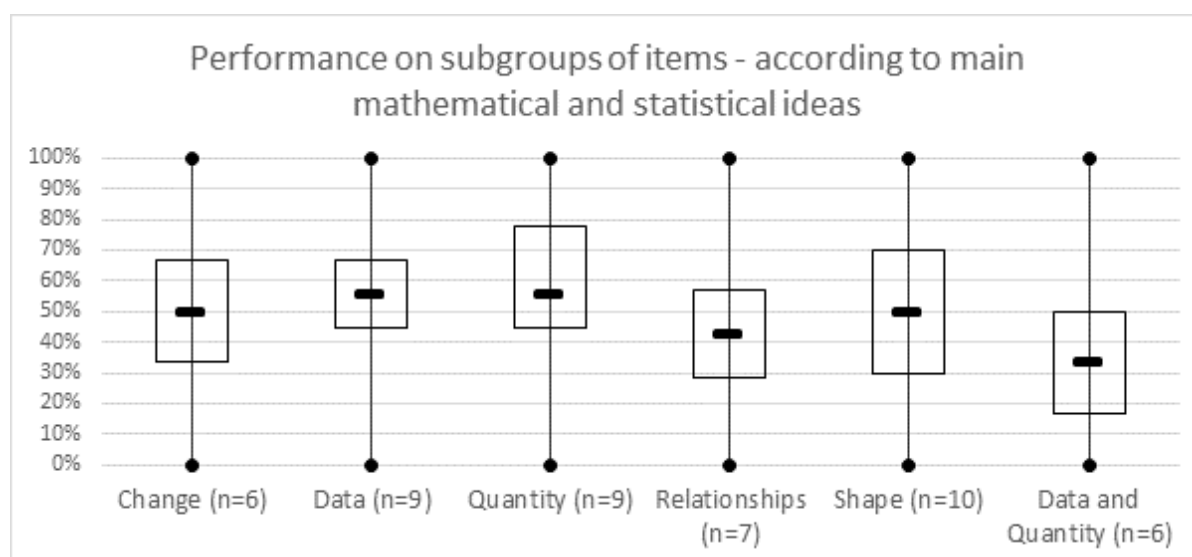 Performance on subgroups of items - according to main
mathematical and statistical ideas
100%
90%
80%
70%
60%
50%
40%
30%
20%
10%
0%
Change (n=6)
Data (n=9)
Quantity (n=9)
Relationships
(n=7)
Shape (n=10)
Data and
Quantity (n=6)